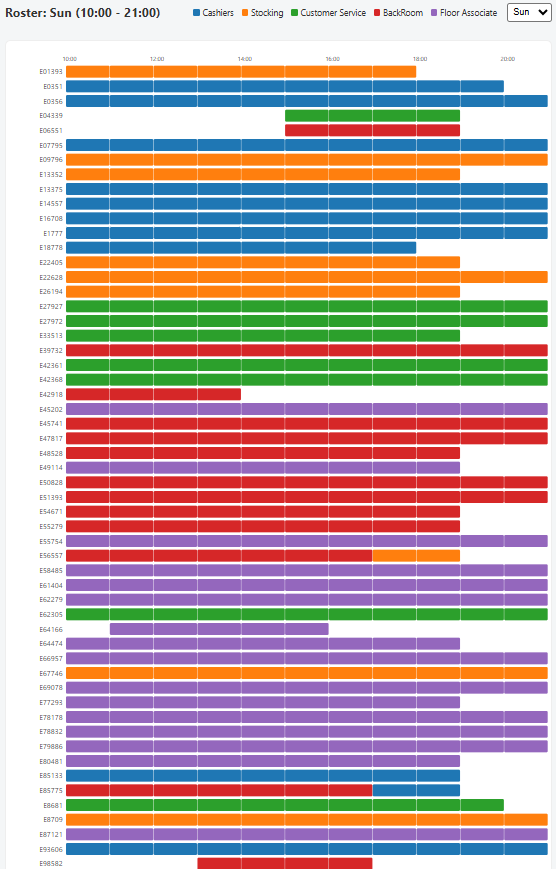 Roster: Sun (10:00 - 21:00)
Cashiers Stocking Customer Service BackRoom Floor Associate Sun
10:00 12:00 14:00 16:00 18:00 20:00
E01393
E0351
E0356
E04339
E06551
E07795
E09796
E13352
E13375
E14557
E16708
E1777
E18778
E22405
E22628
E26194
E27927
E27972
E33513
E39732
E42361
E42368
E42918
E45202
E45741
E47817
E48528
E49114
E50828
E51393
E54671
E55279
E55754
E56557
E58485
E61404
E62279
E62305
E64166
E64474
E66957
E67746
E69078
E77293
E78178
E78832
E79886
E80481
E85133
E85775
E8681
E8709
E87121
E93606
E98582